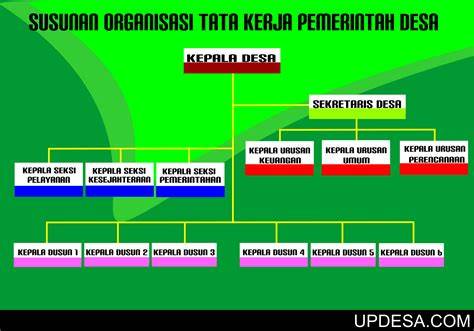 SUSUNAN ORGANISASI TATA KERJA PEMERINTAH DESA
KEPALA DESA
SEKRETARIS DESA
KEPALA URUSAN
KEUANGAN
KEPALA URUSAN
UMUM
KEPALA URUSAN
PERENCANAAN
KEPALA SEKSI
PELAYANAN
KEPALA SEKSI
KESEJAHTERAAN
KEPALA SEKSI
PEMERINTAHAN
KEPALA DUSUN 1
KEPALA DUSUN 2
KEPALA DUSUN 3
KEPALA DUSUN 4
KEPALA DUSUN 5
KEPALA DUSUN 6
UPDESA.COM